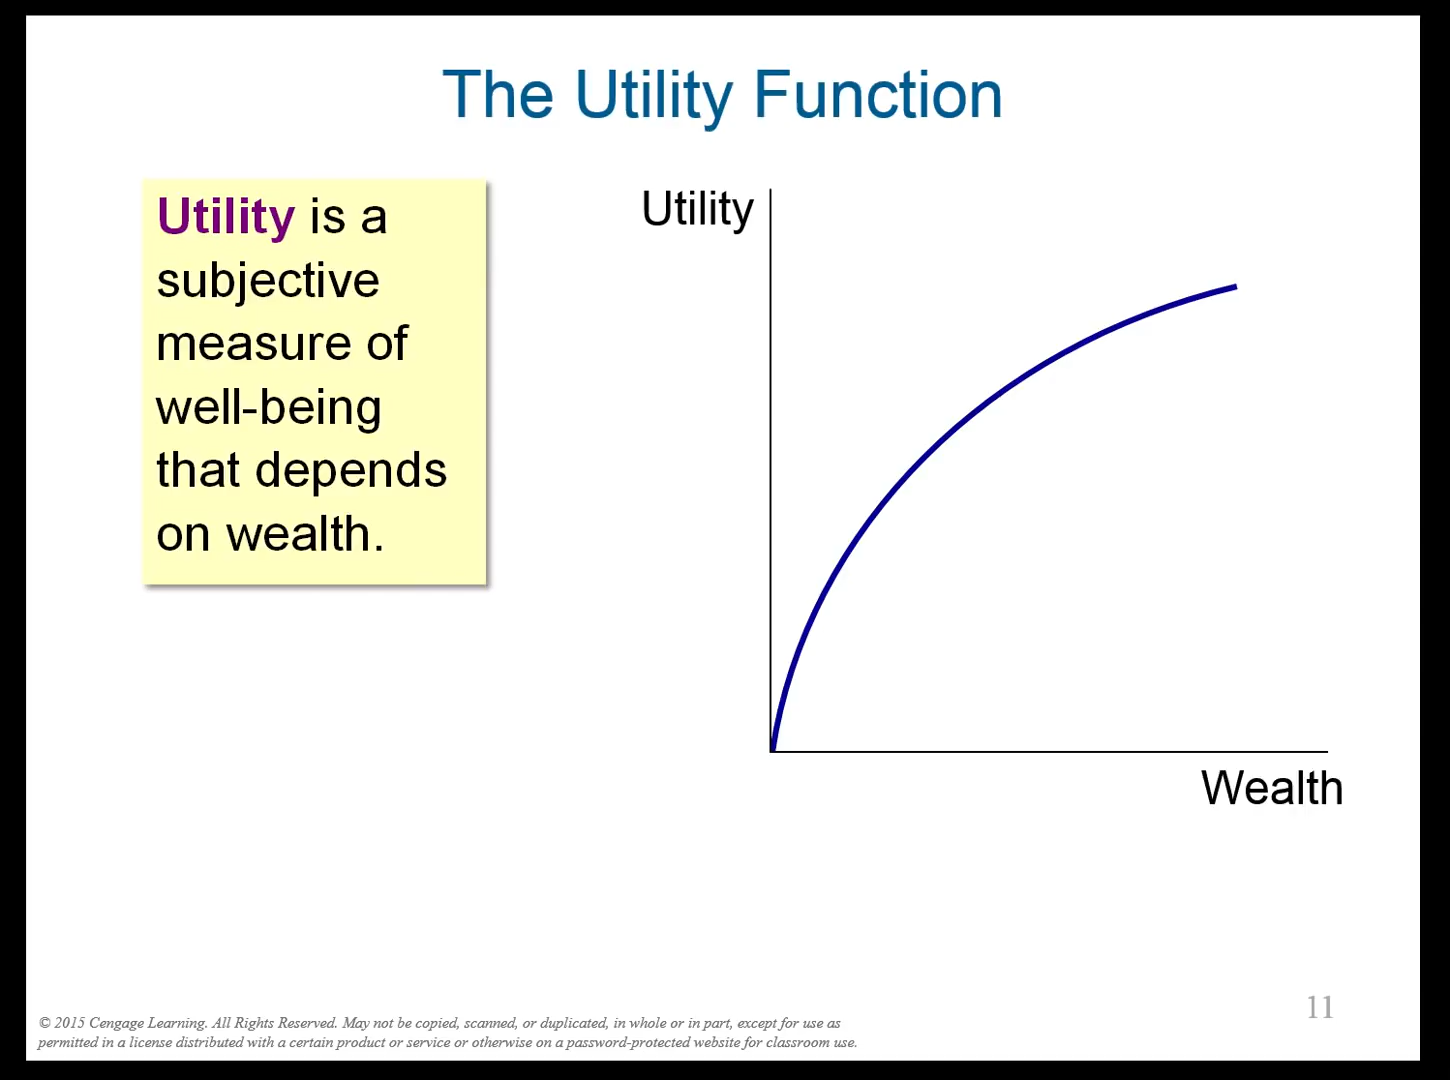 The Utility Function
Utility is a
subjective
measure of
well-being
that depends
on wealth.
Utility
Wealth
11
© 2015 Cengage Learning. All Rights Reserved. May not be copied, scanned, or duplicated, in whole or in part, except for use as
permitted in a license distributed with a certain product or service or otherwise on a password-protected website for classroom use.